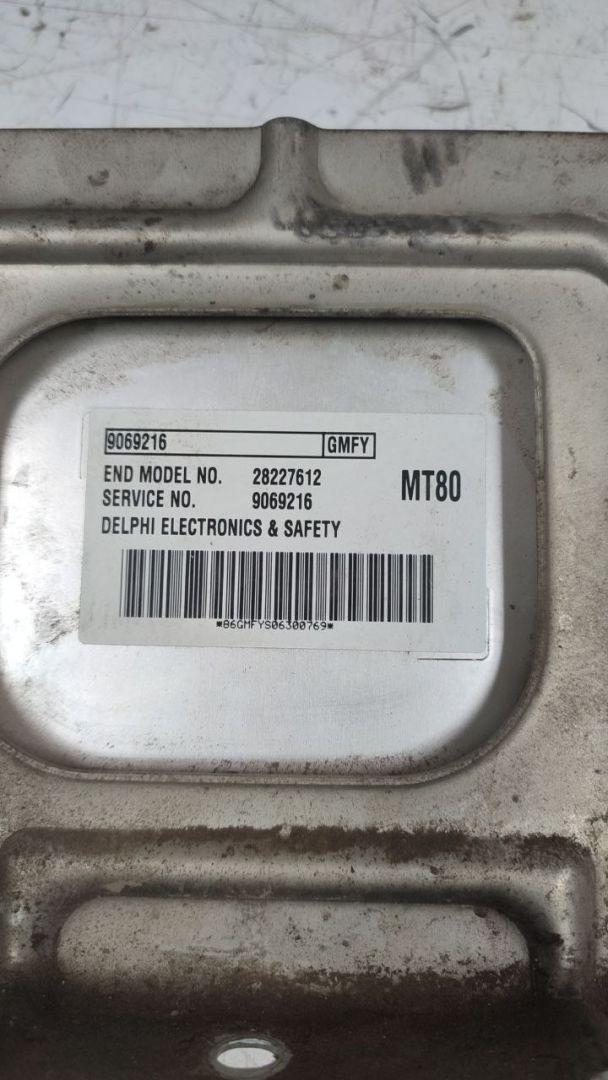 9069216 GMFY
END MODEL NO. 28227612 MT80
SERVICE NO. 9069216
DELPHI ELECTRONICS & SAFETY
*86GMFYS06300769*